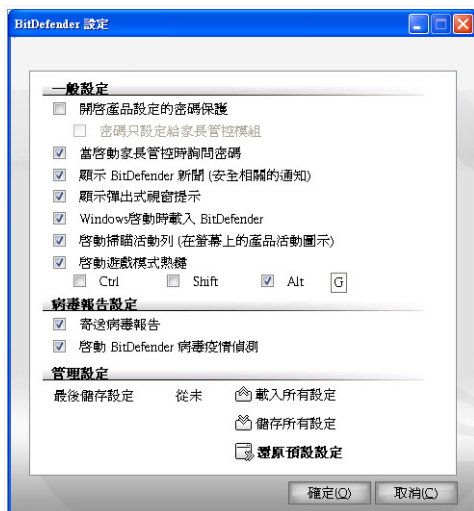 BitDefender 設定
一般設定
開啓產品設定的密碼保護
密碼只設定給家長管控模組
當啓動家長管控時詢問密碼
顯示 BitDefender 新聞 (安全相關的通知)
顯示彈出式視窗提示
Windows啓動時載入 BitDefender
啓動掃瞄活動列 (在螢幕上的產品活動圖示)
啓動遊戲模式熱鍵
Ctrl Shift Alt G
病毒報告設定
寄送病毒報告
啓動 BitDefender 病毒疫情偵測
管理設定
最後儲存設定 從未 載入所有設定
儲存所有設定
還原預設設定
確定(O) 取消(C)